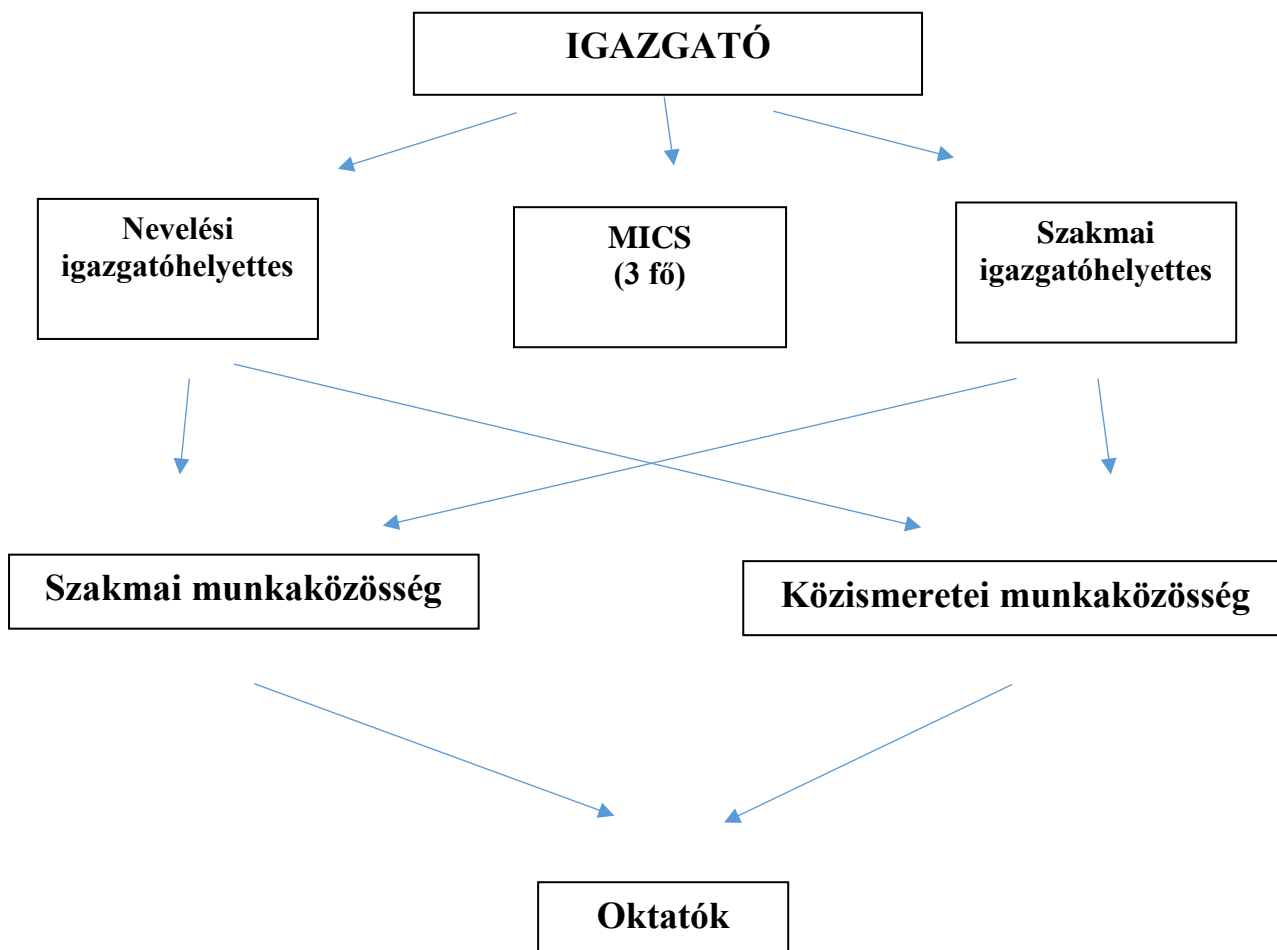 IGAZGATÓ
Nevelési
igazgatóhelyettes
MICS
(3 fő)
Szakmai
igazgatóhelyettes
Szakmai munkaközösség
Közismeretei munkaközösség
Oktatók